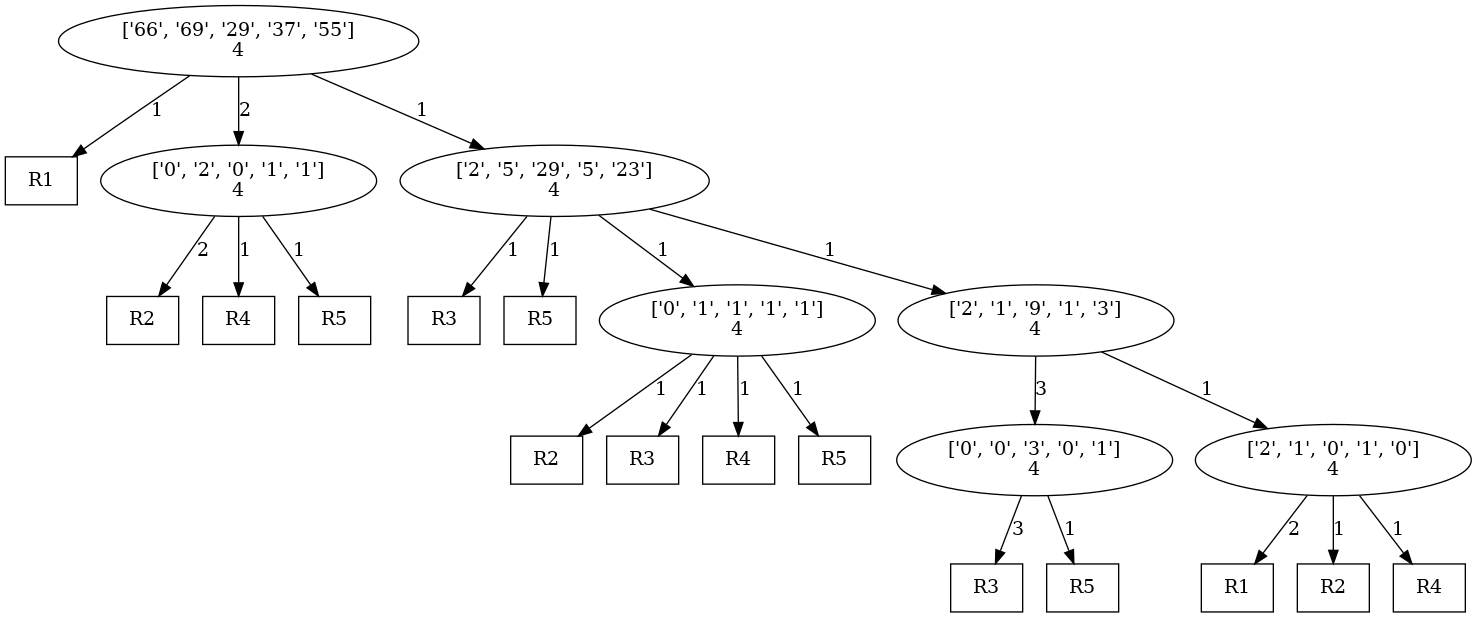 ['66', '69', '29', '37', '55']
4
1
2
1
R1
['0', '2', '0', '1', '1']
4
['2', '5', '29', '5', '23']
4
2
1
1
1
1
1
1
R2
R4
R5
R3
R5
['0', '1', '1', '1', '1']
4
['2', '1', '9', '1', '3']
4
1
1
1
1
3
1
R2
R3
R4
R5
['0', '0', '3', '0', '1']
4
['2', '1', '0', '1', '0']
4
3
1
2
1
1
R3
R5
R1
R2
R4